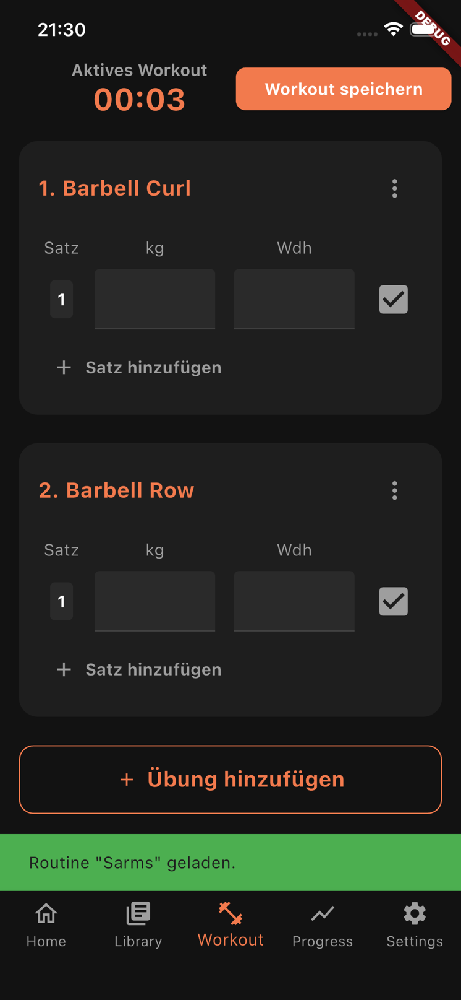 21:30
DEBUG
Aktives Workout
00:03
Workout speichern
1. Barbell Curl
Satz kg Wdh
1
+ Satz hinzufügen
2. Barbell Row
Satz kg Wdh
1
+ Satz hinzufügen
+ Übung hinzufügen
Routine "Sarms" geladen.
Home Library Workout Progress Settings